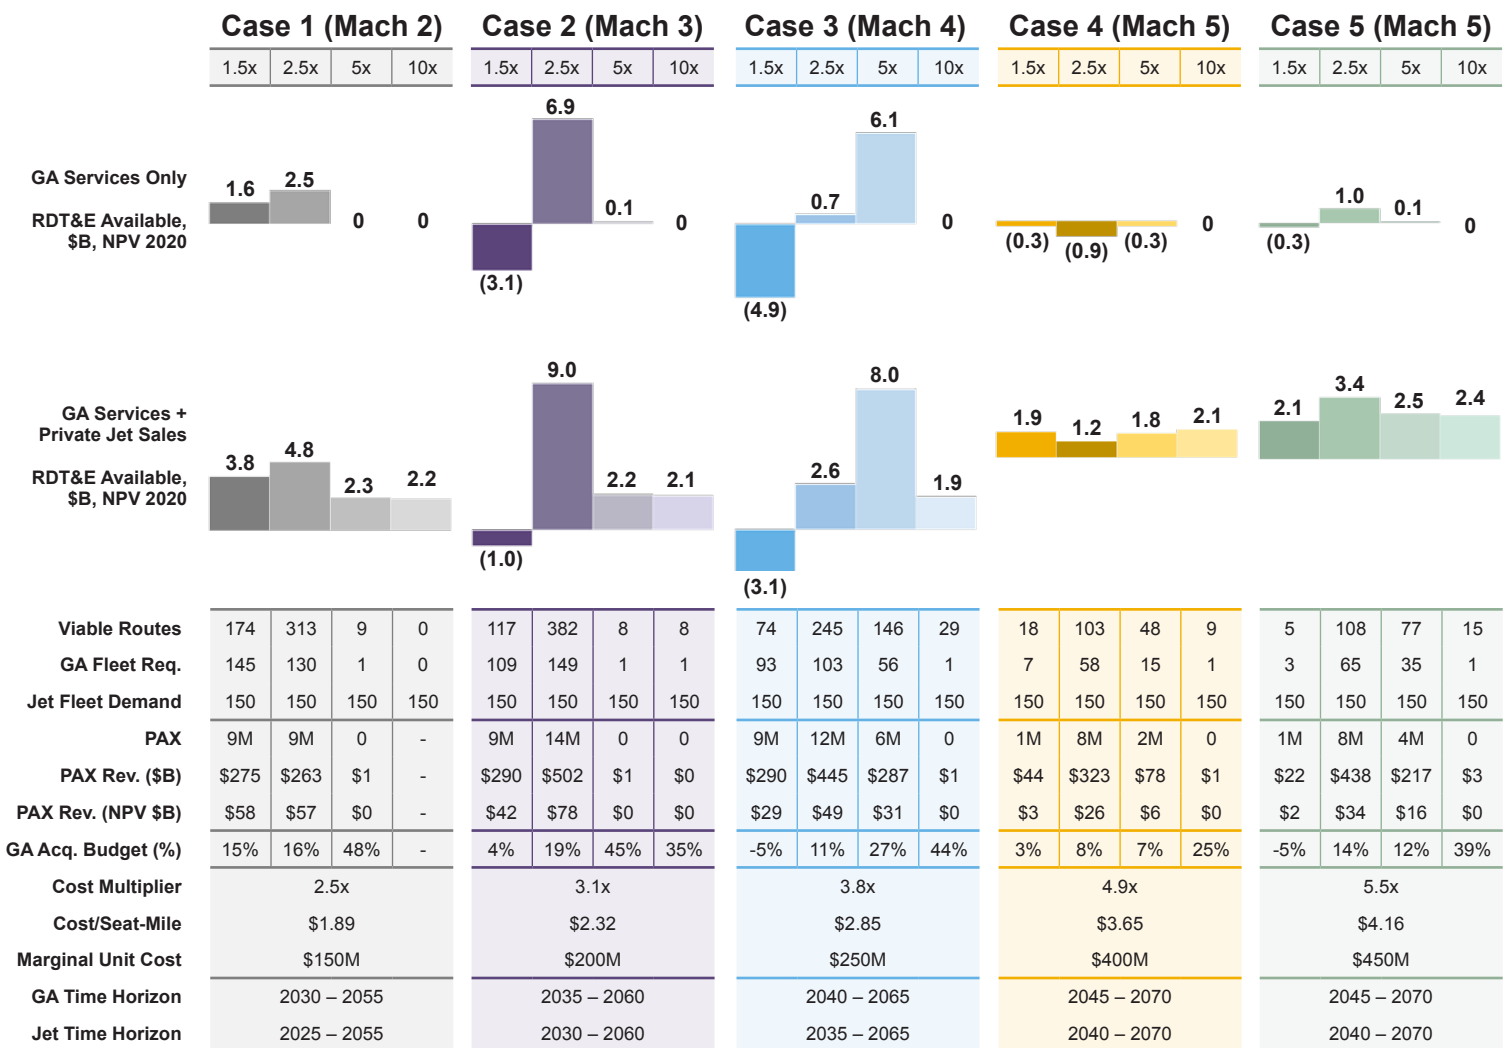 Case 1 (Mach 2) Case 2 (Mach 3) Case 3 (Mach 4) Case 4 (Mach 5) Case 5 (Mach 5)
1.5x 2.5x 5x 10x 1.5x 2.5x 5x 10x 1.5x 2.5x 5x 10x 1.5x 2.5x 5x 10x 1.5x 2.5x 5x 10x
GA Services Only
RDT&E Available,
$B, NPV 2020
1.6 2.5 0 0
(3.1) 6.9 0.1 0
(4.9) 0.7 6.1 0
(0.3) (0.9) (0.3) 0
(0.3) 1.0 0.1 0
GA Services +
Private Jet Sales
RDT&E Available,
$B, NPV 2020
3.8 4.8 2.3 2.2
(1.0) 9.0 2.2 2.1
(3.1) 2.6 8.0 1.9
1.9 1.2 1.8 2.1
2.1 3.4 2.5 2.4
Viable Routes 174 313 9 0 117 382 8 8 74 245 146 29 18 103 48 9 5 108 77 15
GA Fleet Req. 145 130 1 0 109 149 1 1 93 103 56 1 7 58 15 1 3 65 35 1
Jet Fleet Demand 150 150 150 150 150 150 150 150 150 150 150 150 150 150 150 150 150 150 150 150
PAX 9M 9M 0 - 9M 14M 0 0 9M 12M 6M 0 1M 8M 2M 0 1M 8M 4M 0
PAX Rev. ($B) $275 $263 $1 - $290 $502 $1 $0 $290 $445 $287 $1 $44 $323 $78 $1 $22 $438 $217 $3
PAX Rev. (NPV $B) $58 $57 $0 - $42 $78 $0 $0 $29 $49 $31 $0 $3 $26 $6 $0 $2 $34 $16 $0
GA Acq. Budget (%) 15% 16% 48% - 4% 19% 45% 35% -5% 11% 27% 44% 3% 8% 7% 25% -5% 14% 12% 39%
Cost Multiplier 2.5x 3.1x 3.8x 4.9x 5.5x
Cost/Seat-Mile $1.89 $2.32 $2.85 $3.65 $4.16
Marginal Unit Cost $150M $200M $250M $400M $450M
GA Time Horizon 2030 – 2055 2035 – 2060 2040 – 2065 2045 – 2070 2045 – 2070
Jet Time Horizon 2025 – 2055 2030 – 2060 2035 – 2065 2040 – 2070 2040 – 2070